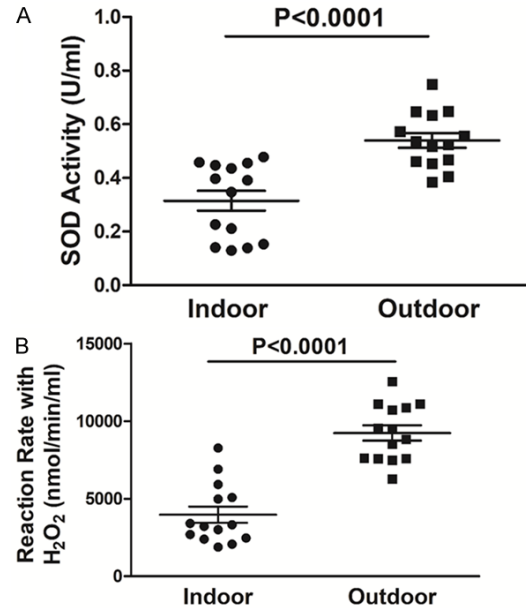 A
P<0.0001
SOD Activity (U/ml)
1.0
0.8
0.6
0.4
0.2
0.0
Indoor Outdoor
B
P<0.0001
Reaction Rate with
H₂O₂ (nmol/min/ml)
15000
10000
5000
0
Indoor Outdoor